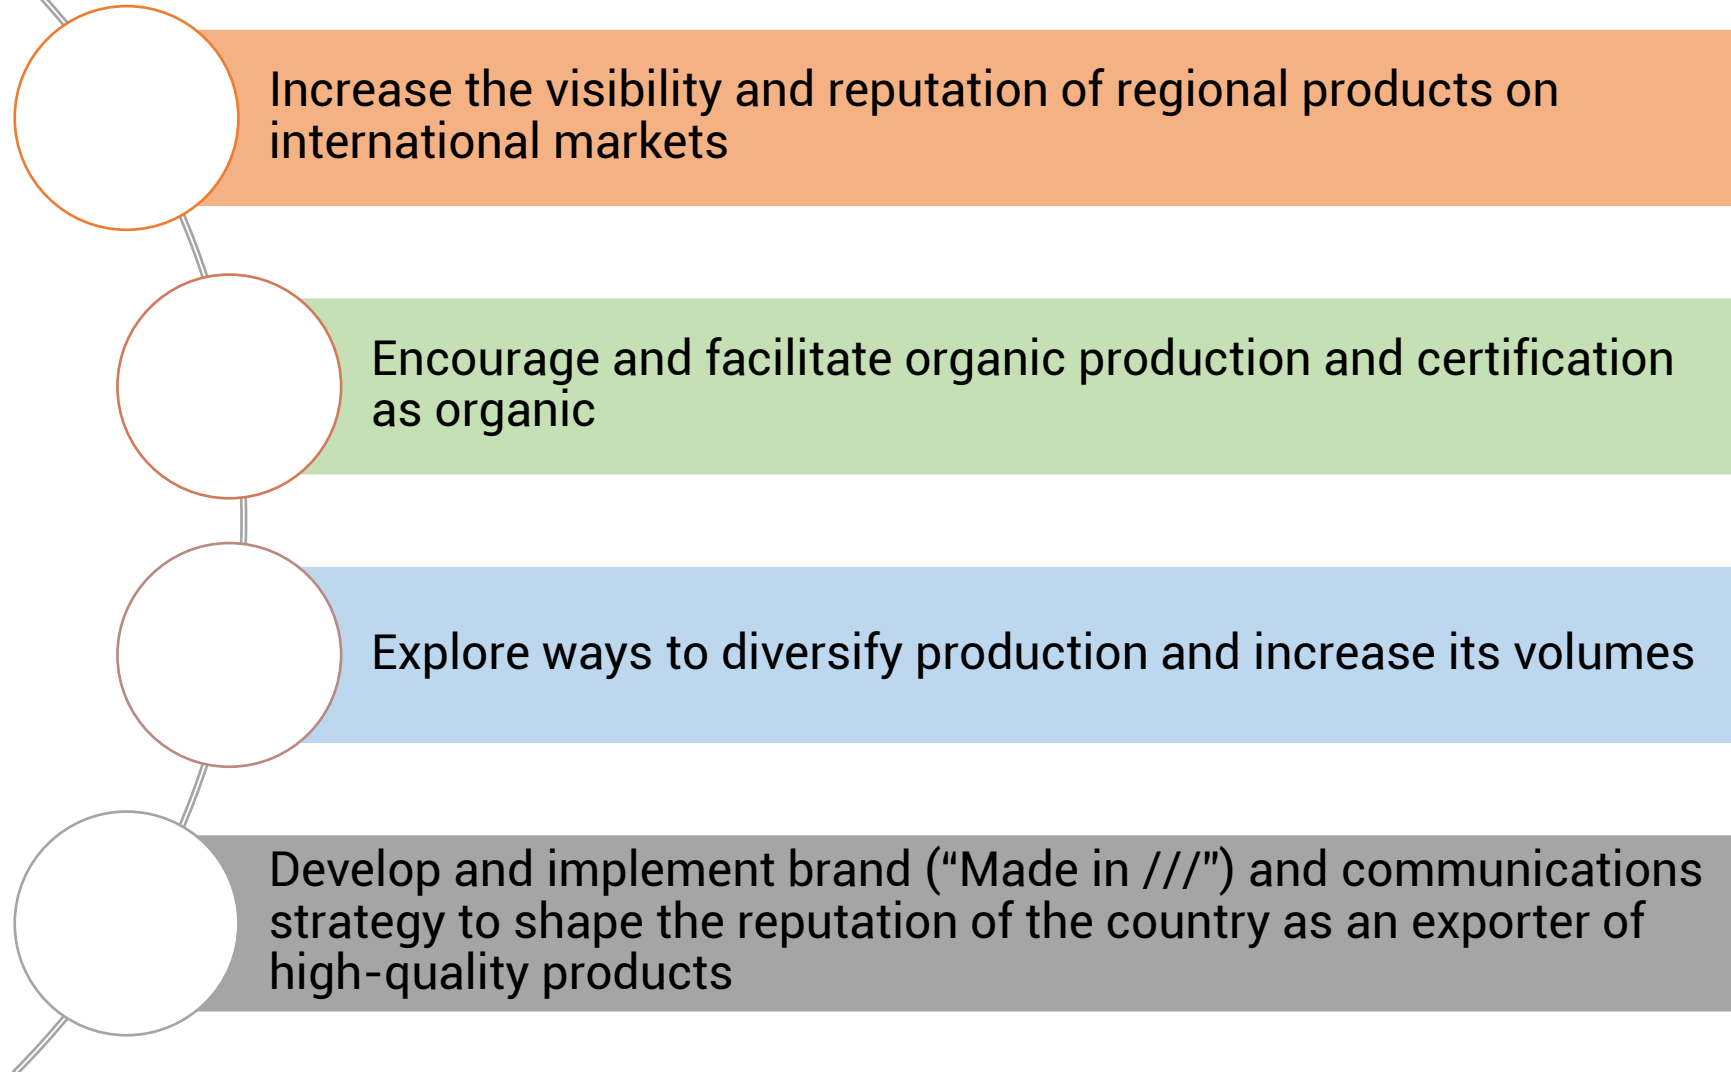 Increase the visibility and reputation of regional products on
international markets
Encourage and facilitate organic production and certification
as organic
Explore ways to diversify production and increase its volumes
Develop and implement brand (“Made in ///”) and communications
strategy to shape the reputation of the country as an exporter of
high-quality products